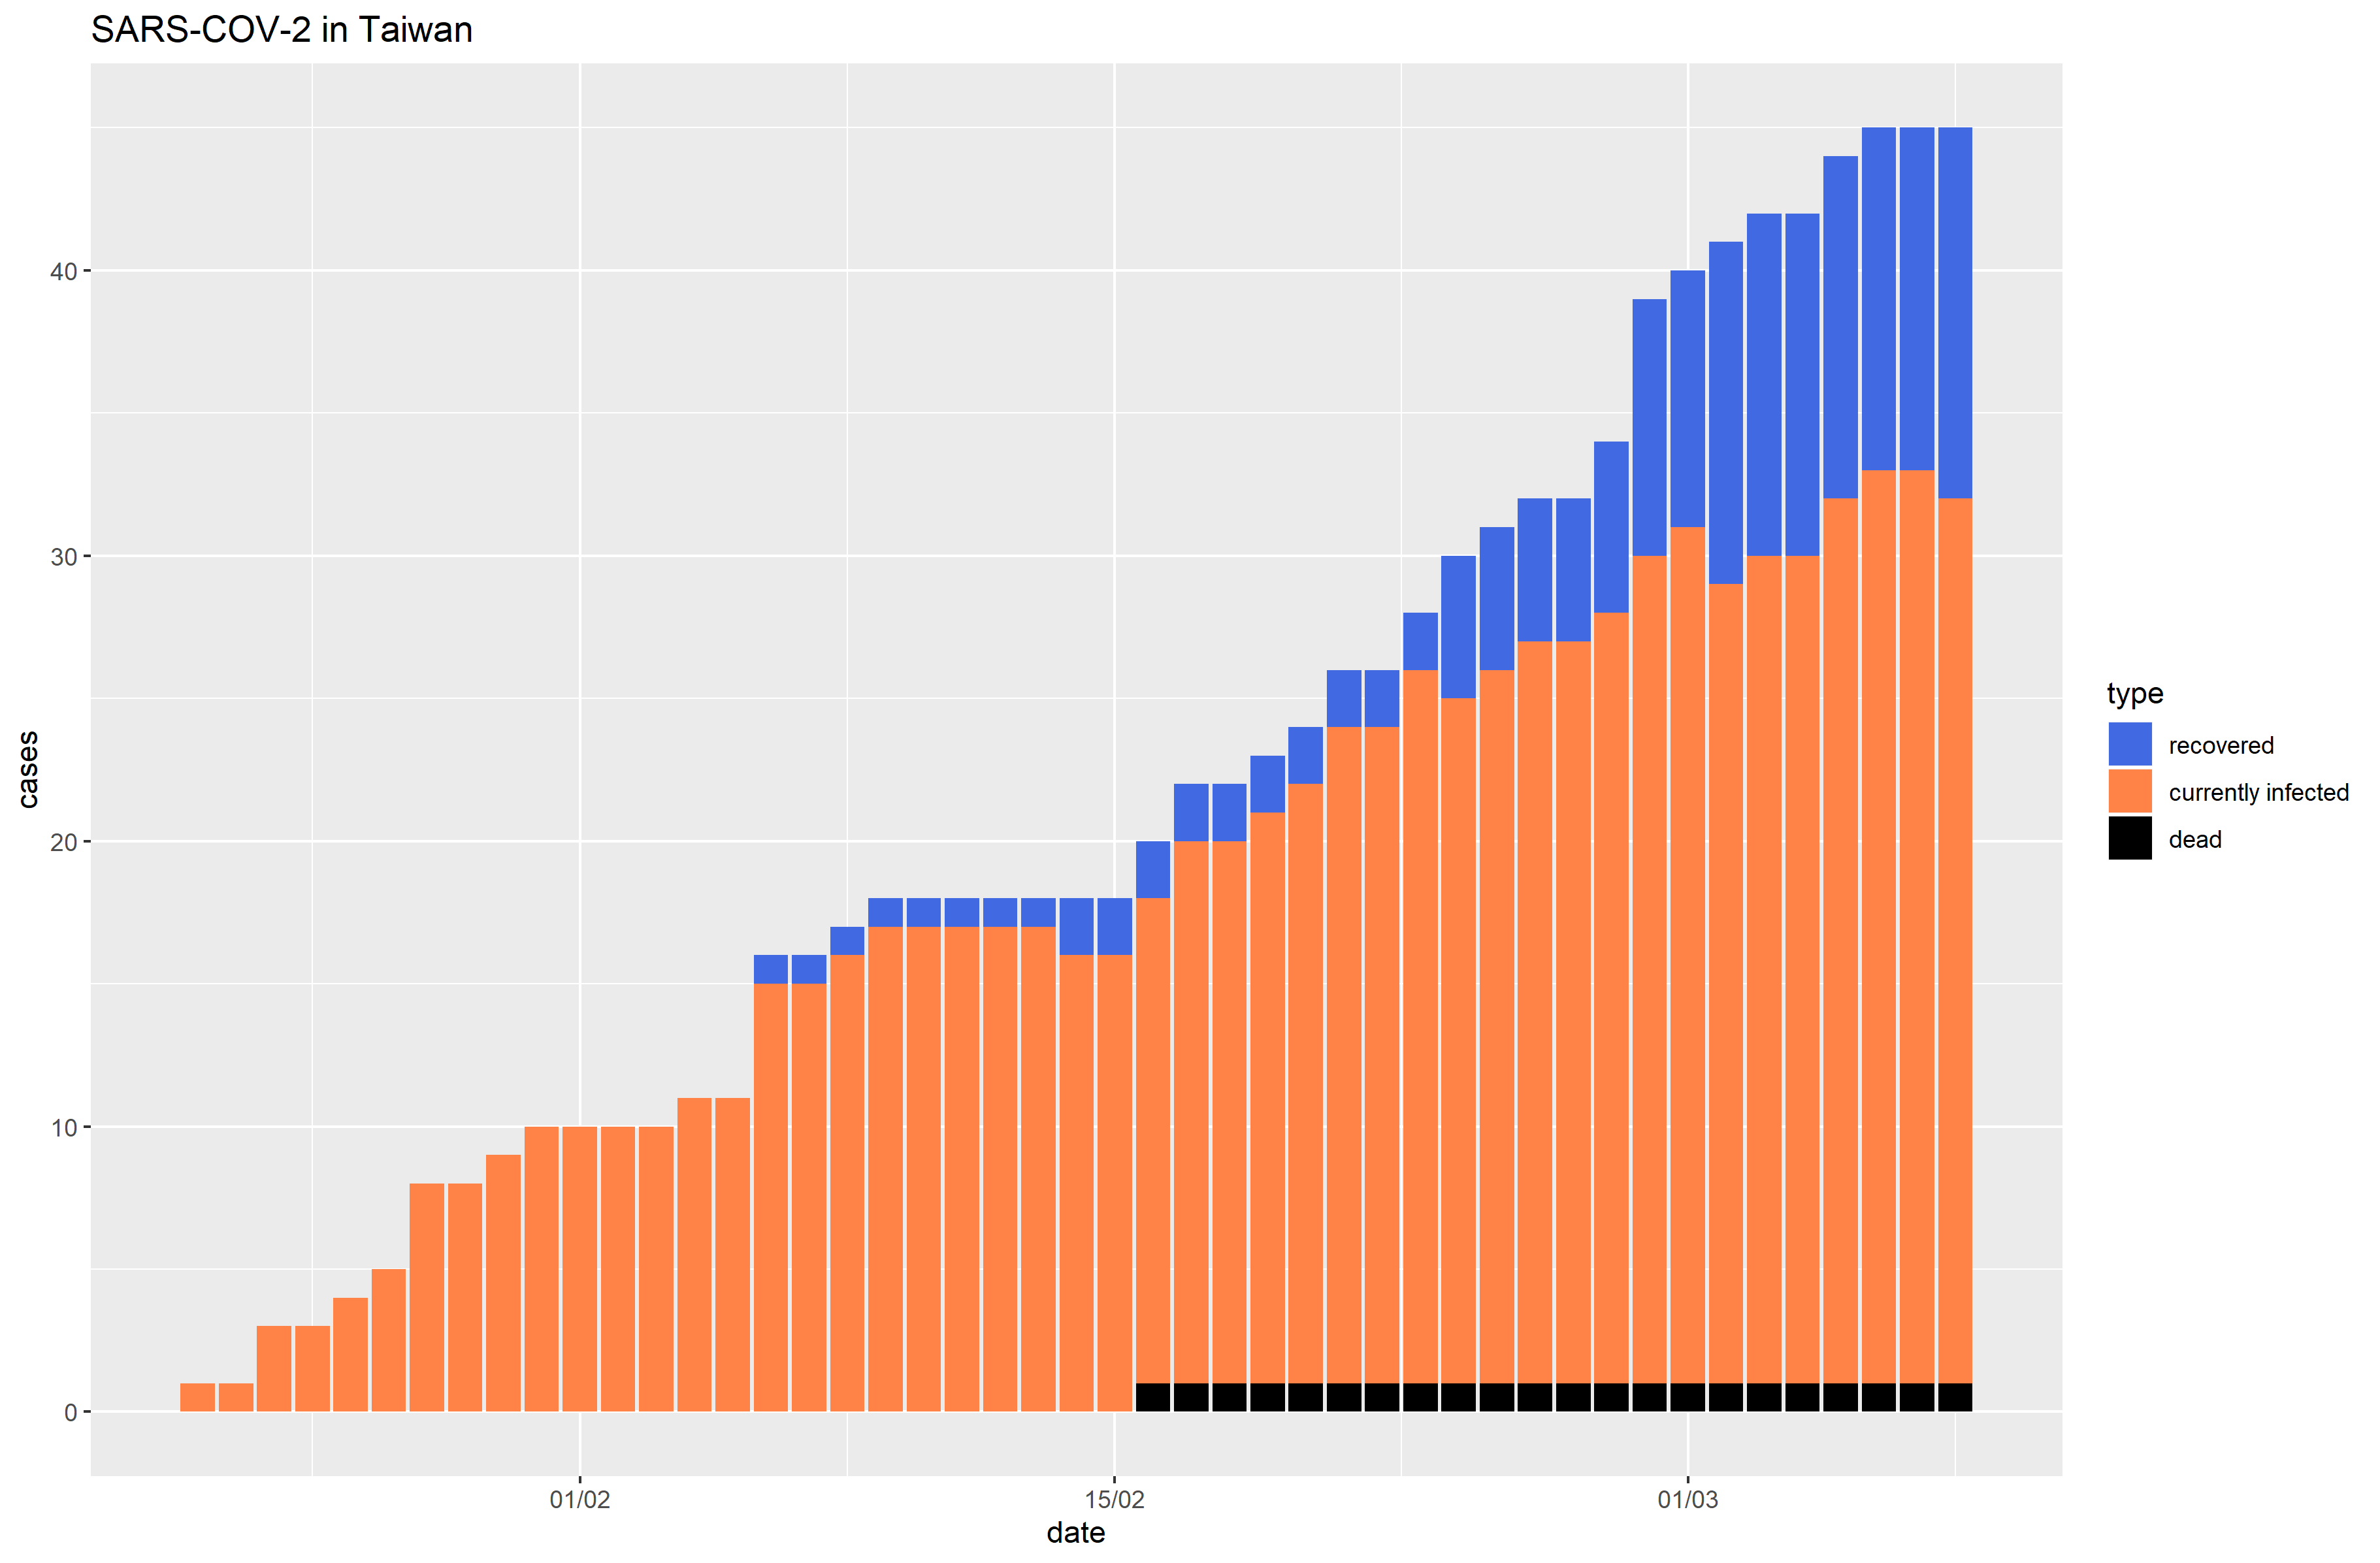 SARS-COV-2 in Taiwan
cases
40
30
20
10
0
01/02
15/02
01/03
date
type
recovered
currently infected
dead